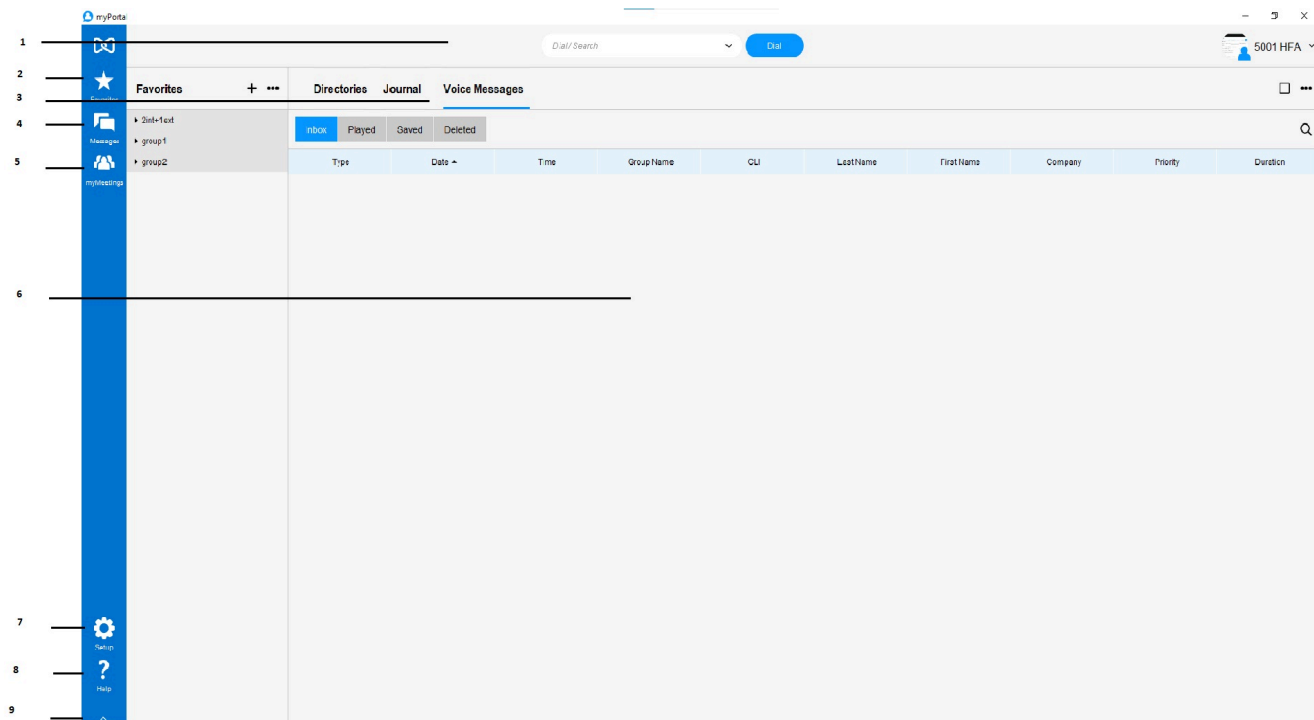 myPortal
1
Dial/Search
Dial
5001 HFA
2
Favorites
Favorites
Directories
Journal
Voice Messages
3
4
Messages
2int+1ext
group1
group2
Inbox
Played
Saved
Deleted
5
myMeetings
Type
Date
Time
Group Name
CLI
Last Name
First Name
Company
Priority
Duration
6
7
Setup
8
Help
9